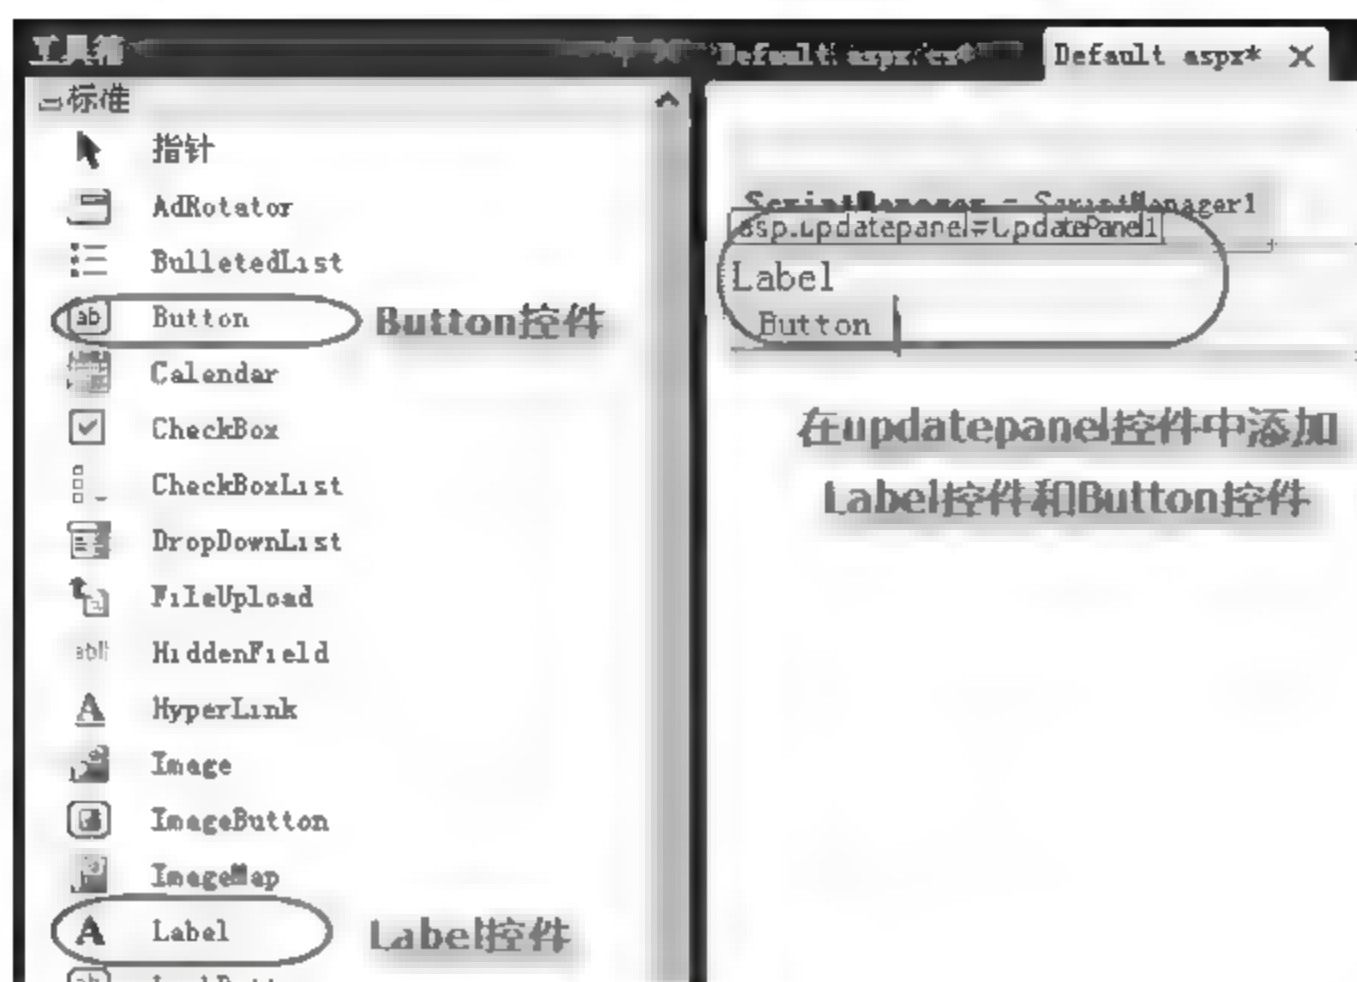 工具箱
标准
指针
AdRotator
BulletedList
Button
Button控件
Calendar
CheckBox
CheckBoxList
DropDownList
FileUpload
HiddenField
HyperLink
Image
ImageButton
ImageMap
Label
Label控件
Default.aspx.cs*
Default.aspx*
ScriptManager - ScriptManager1
asp:updatepanel#UpdatePanel1
Label
Button
在updatepanel控件中添加
Label控件和Button控件